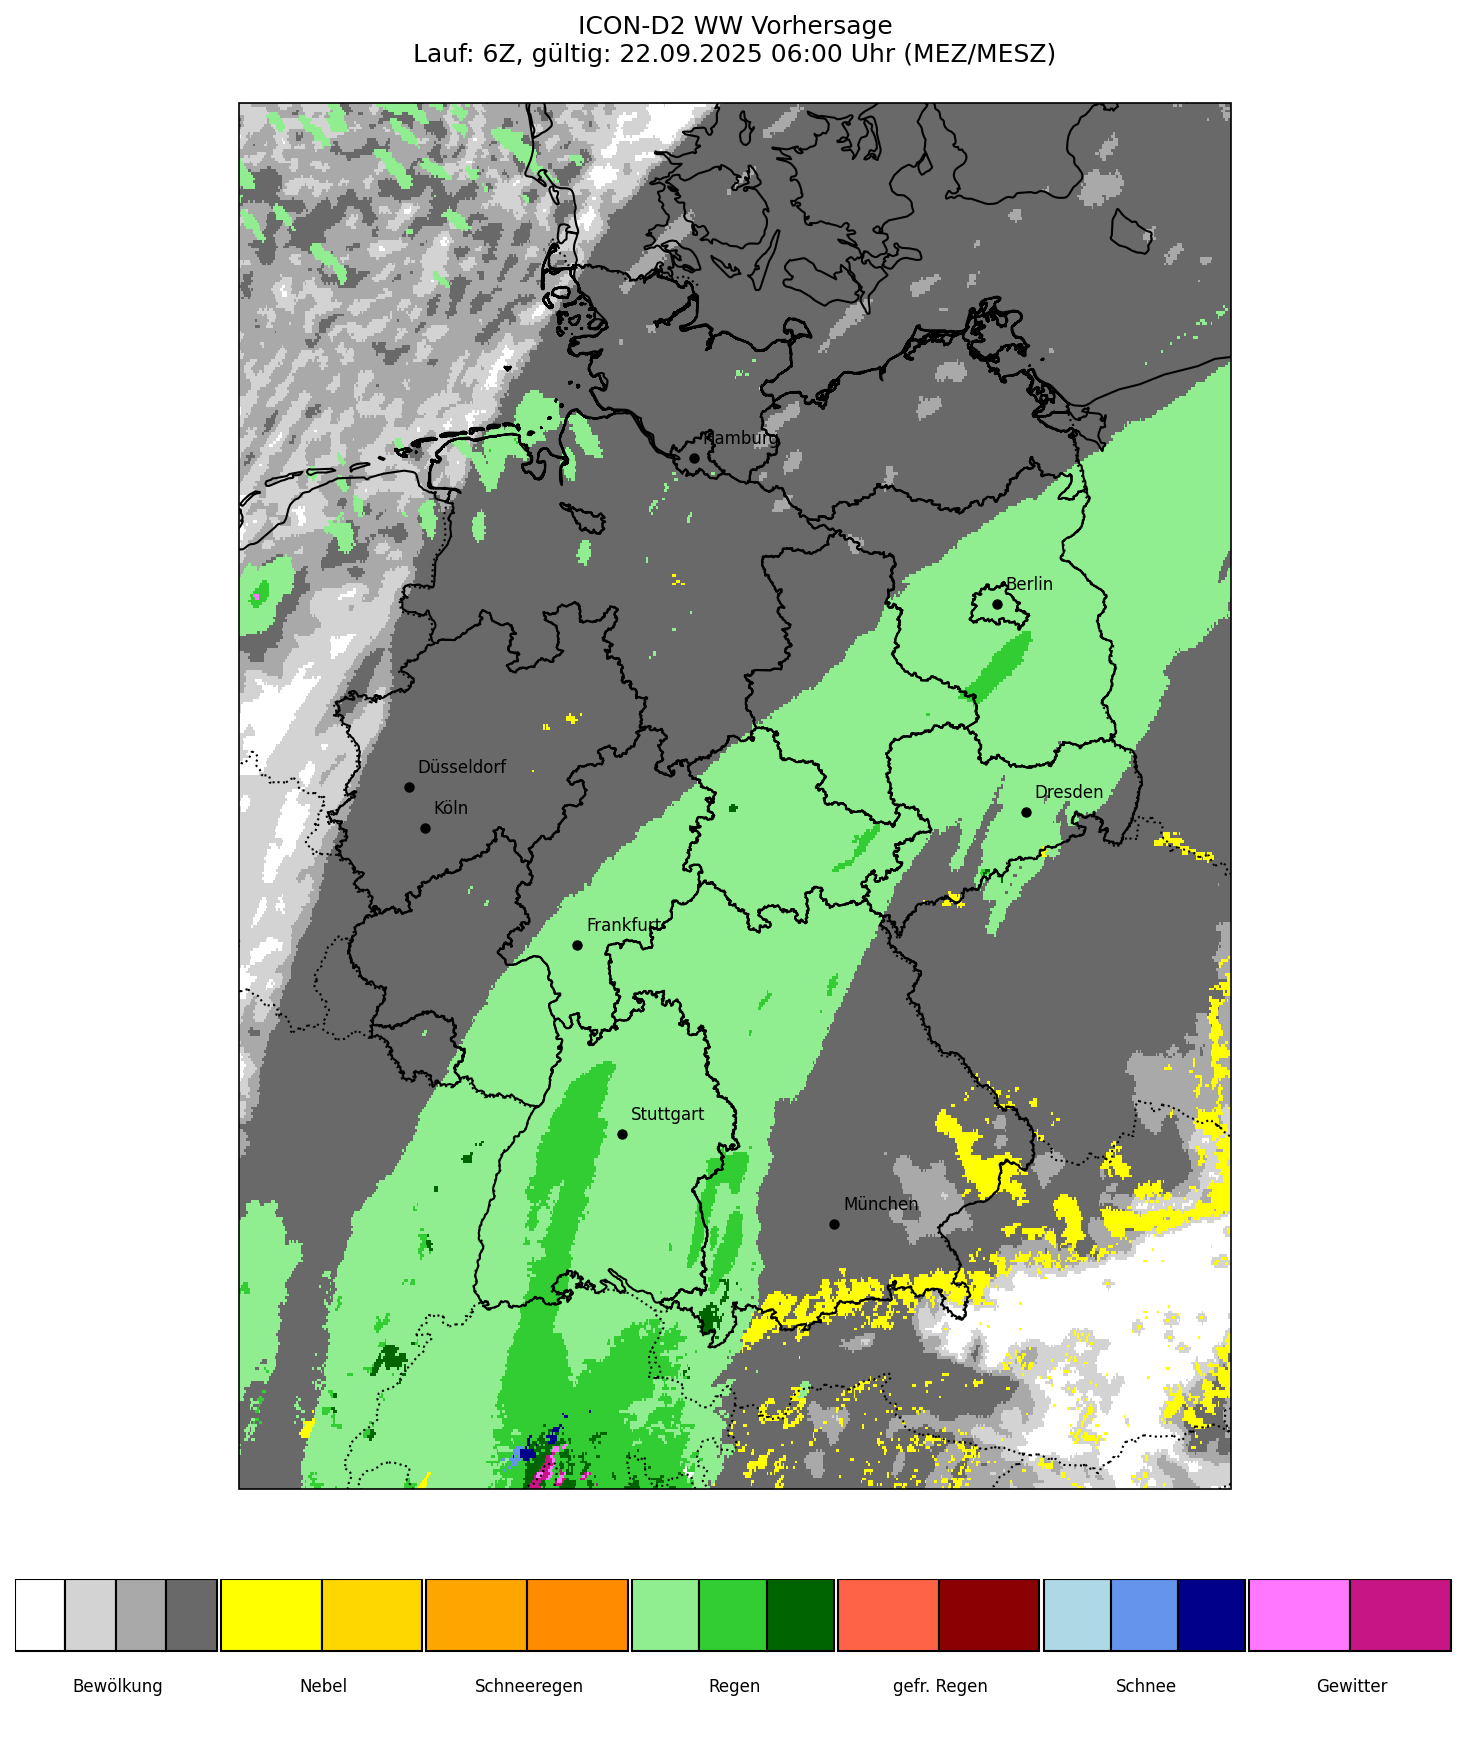 ICON-D2 WW Vorhersage
Lauf: 6Z, gültig: 22.09.2025 06:00 Uhr (MEZ/MESZ)
Hamburg
Berlin
Düsseldorf
Dresden
Köln
Frankfurt
Stuttgart
München
Bewölkung Nebel Schneeregen Regen gefr. Regen Schnee Gewitter